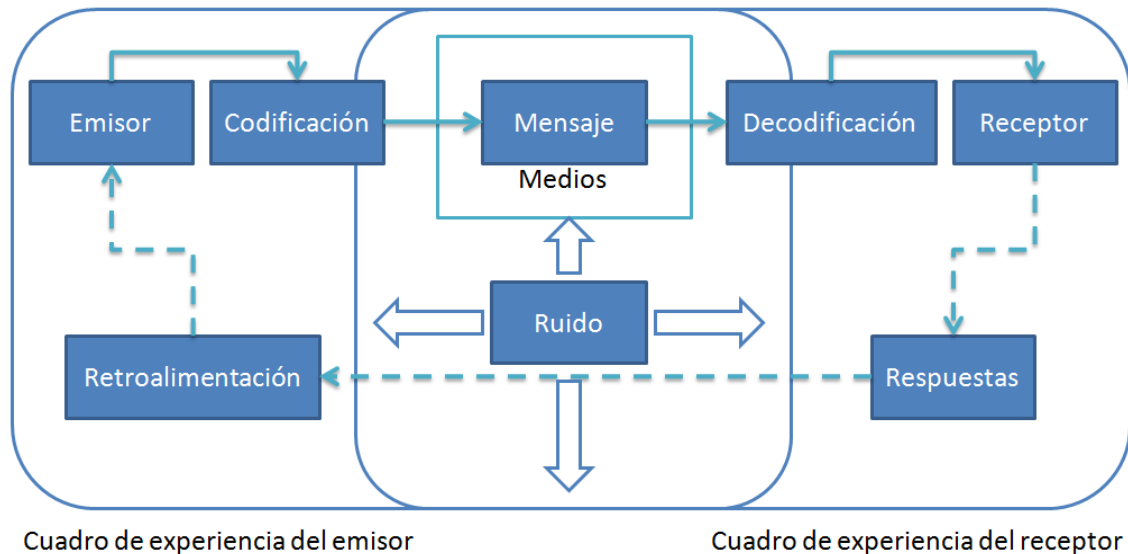 Emisor
Codificación
Mensaje
Medios
Decodificación
Receptor
Ruido
Retroalimentación
Respuestas
Cuadro de experiencia del emisor
Cuadro de experiencia del receptor